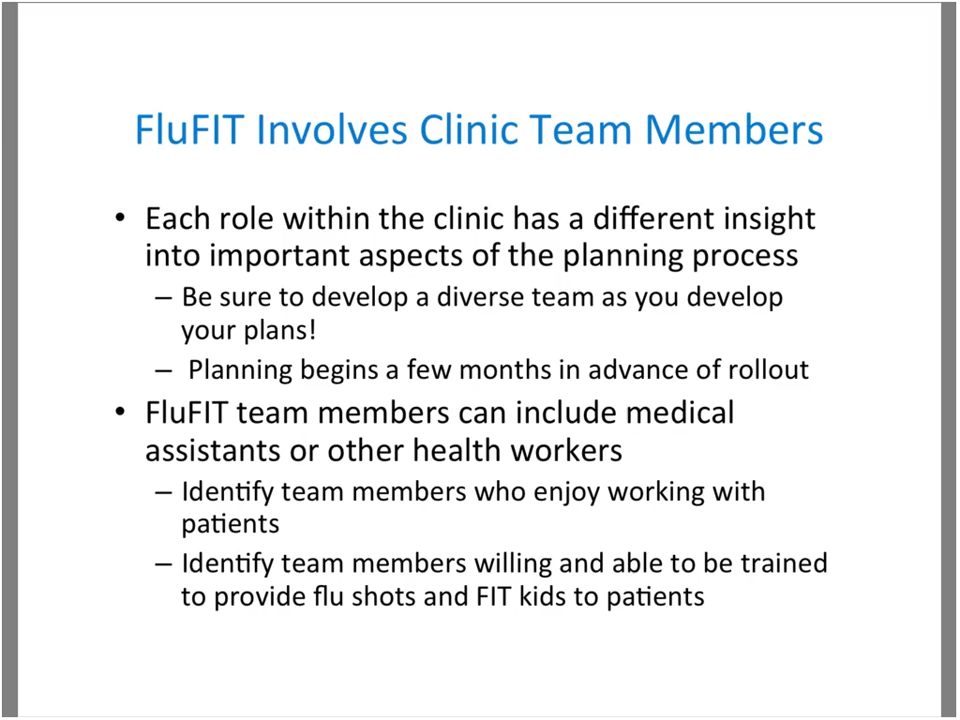 FluFIT Involves Clinic Team Members
• Each role within the clinic has a different insight
into important aspects of the planning process
– Be sure to develop a diverse team as you develop
your plans!
– Planning begins a few months in advance of rollout
• FluFIT team members can include medical
assistants or other health workers
– Identify team members who enjoy working with
patients
– Identify team members willing and able to be trained
to provide flu shots and FIT kids to patients